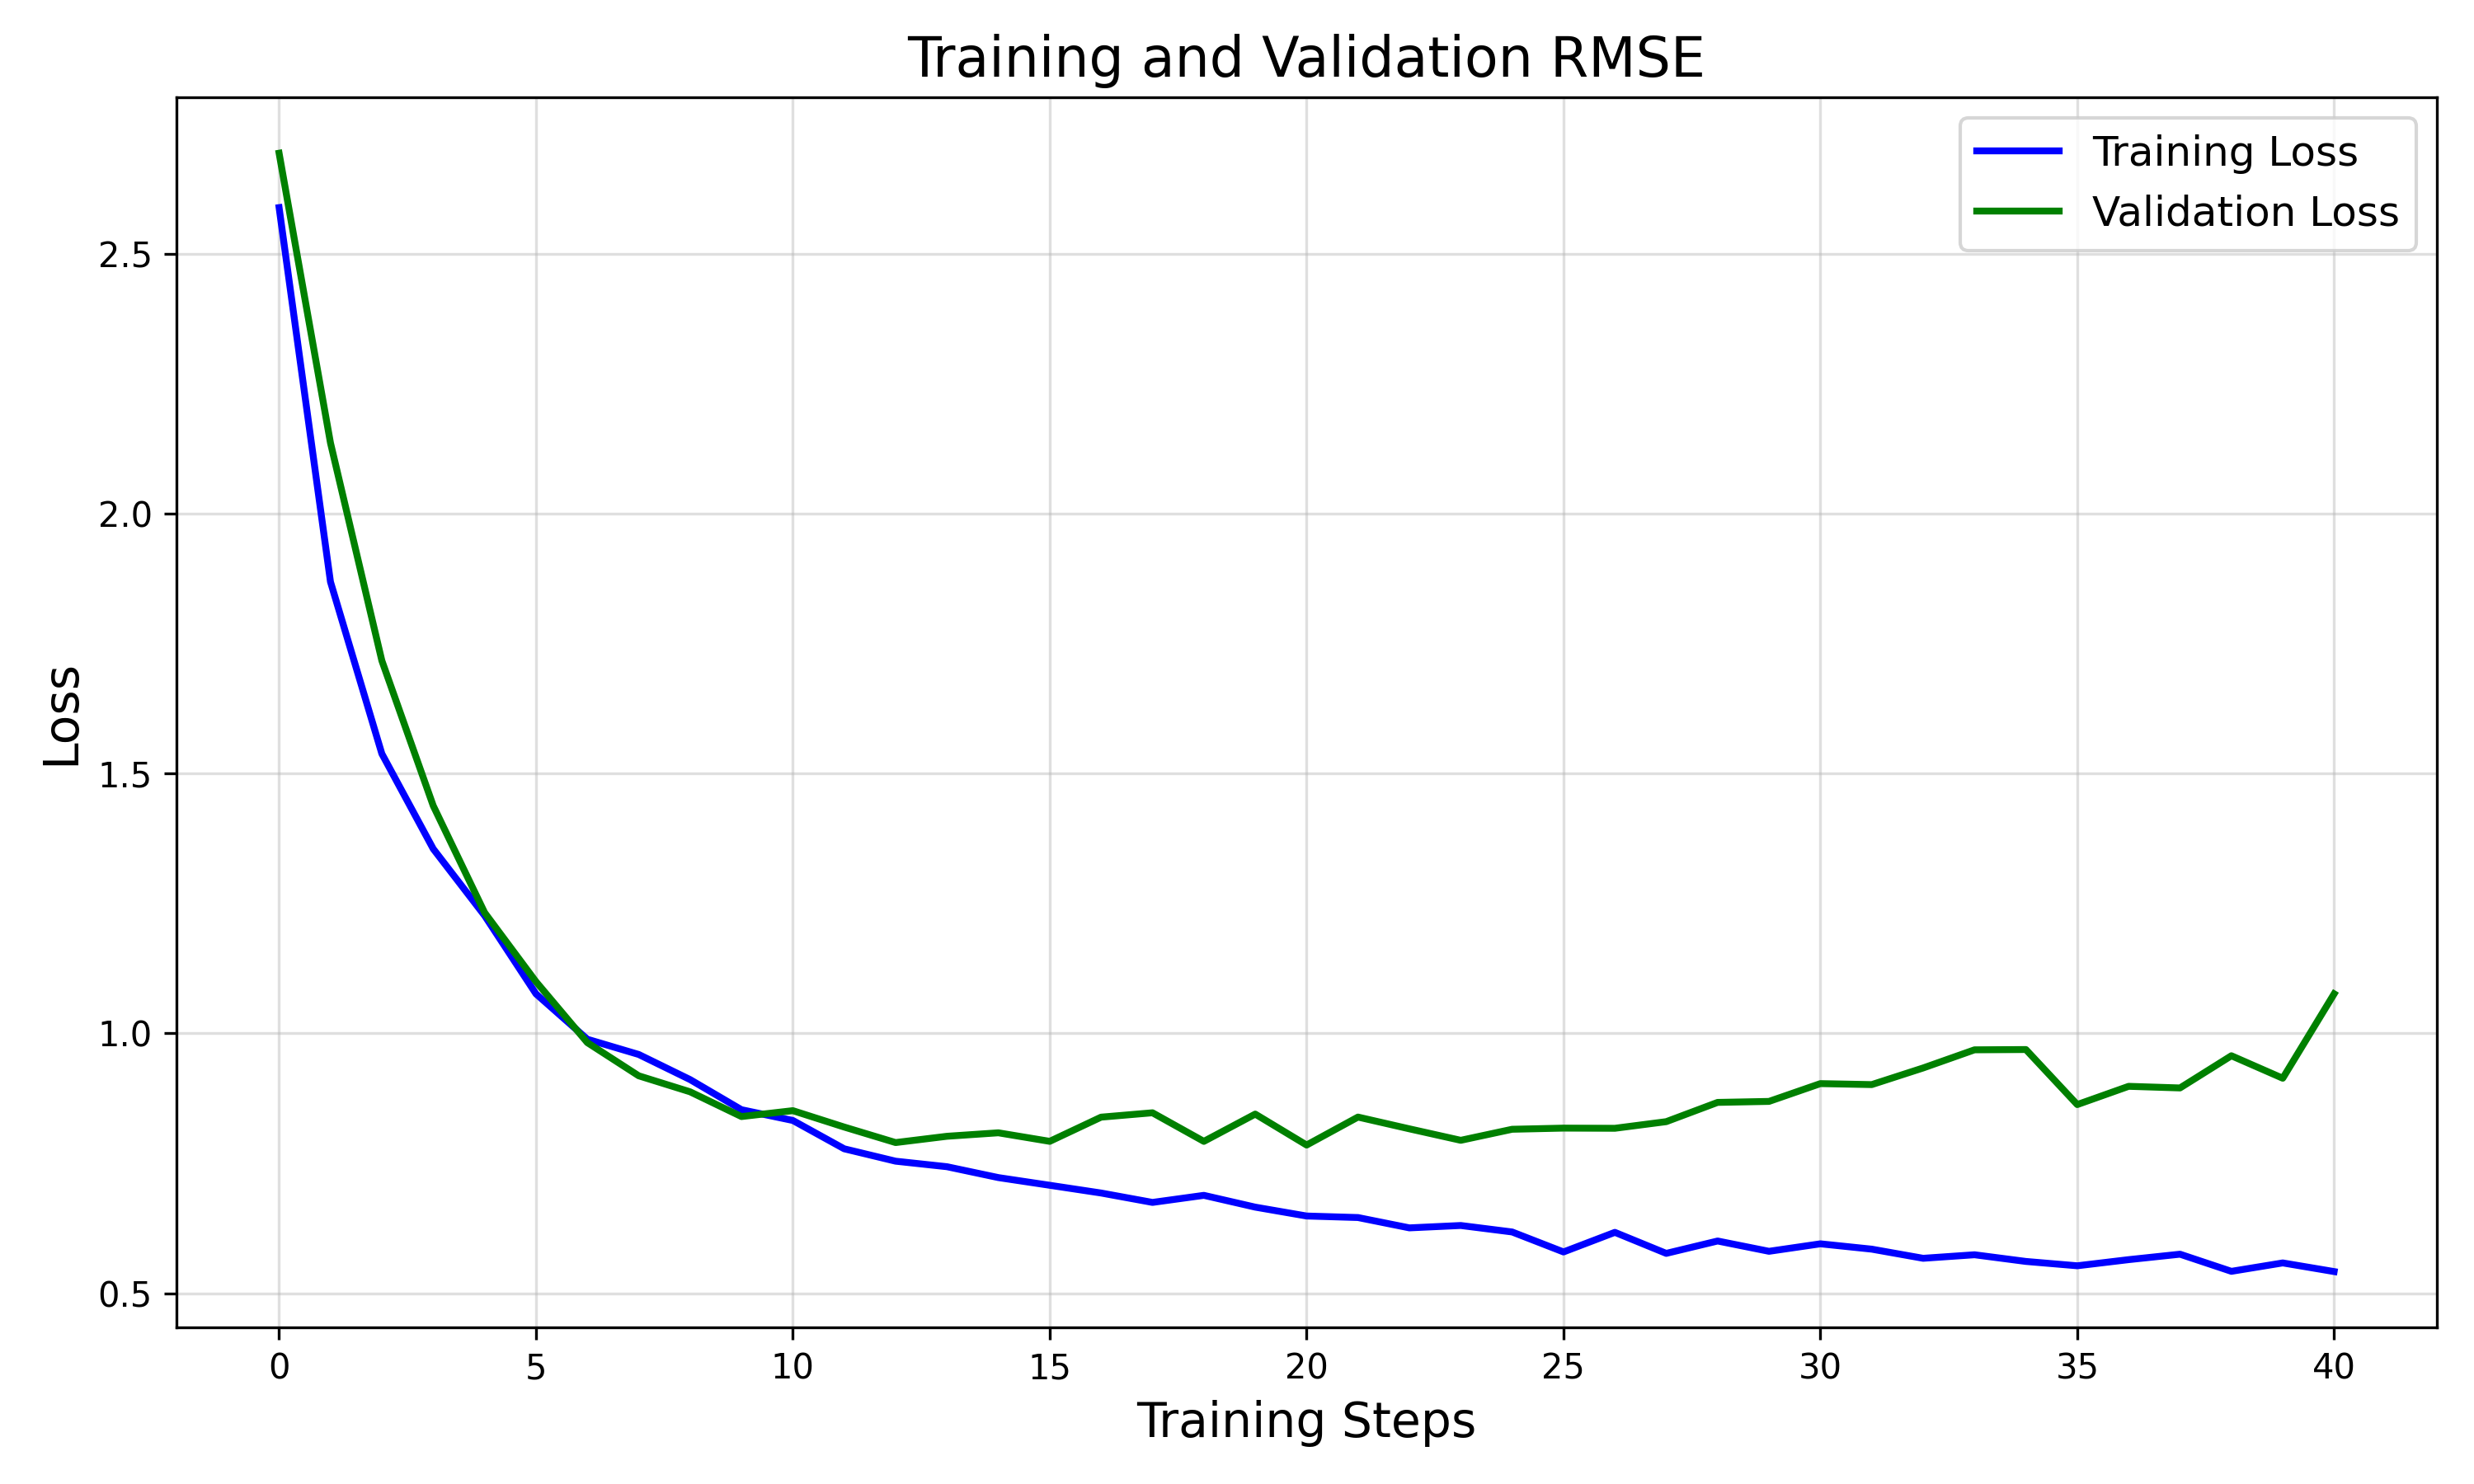 Training and Validation RMSE
Training Loss
Validation Loss
Loss
2.5
2.0
1.5
1.0
0.5
0 5 10 15 20 25 30 35 40
Training Steps